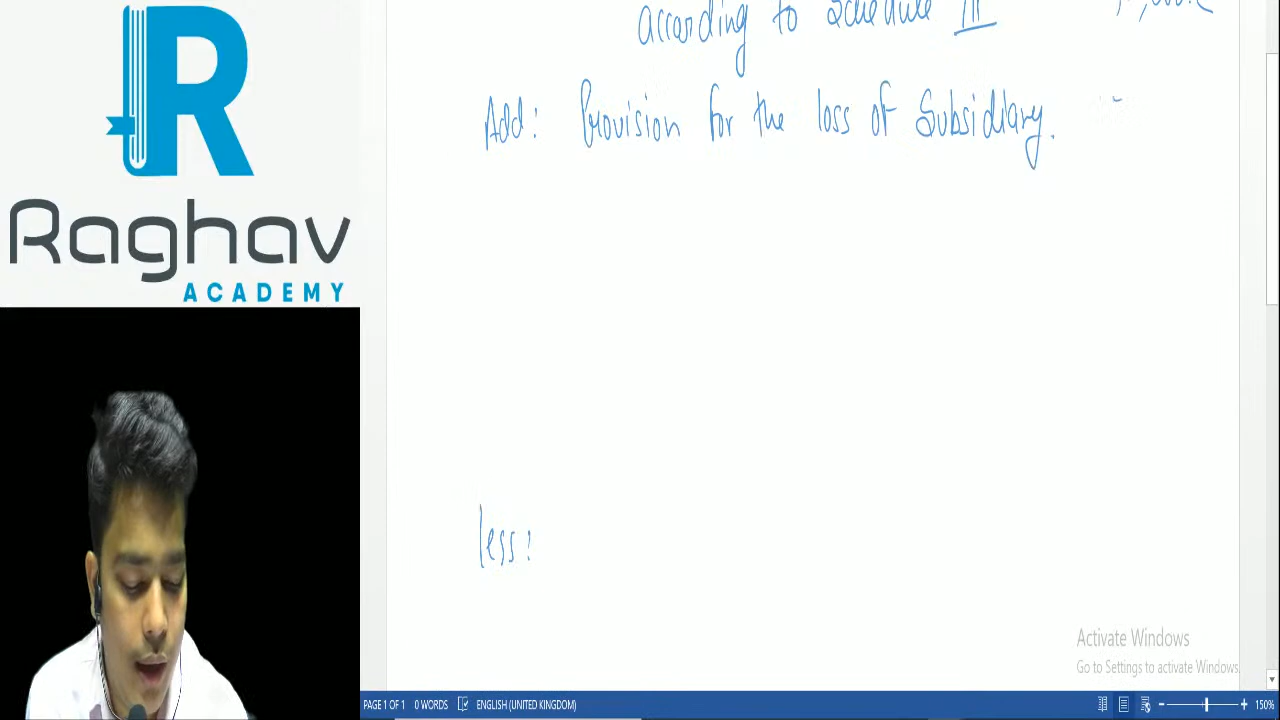 R
Raghav
ACADEMY
according to Schedule III
Add: Provision for the loss of Subsidiary.
less:
Activate Windows
Go to Settings to activate Windows.
PAGE 1 OF 1 0 WORDS ENGLISH (UNITED KINGDOM) 150%